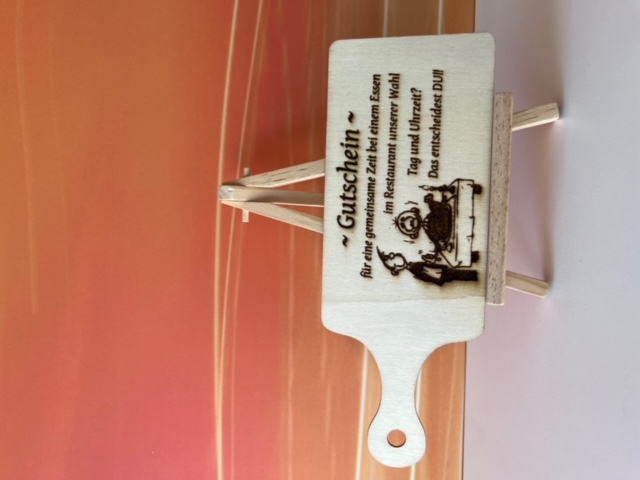 ~ Gutschein ~
für eine gemeinsame Zeit bei einem Essen
im Restaurant unserer Wahl
Tag und Uhrzeit?
Das entscheidest DU!!